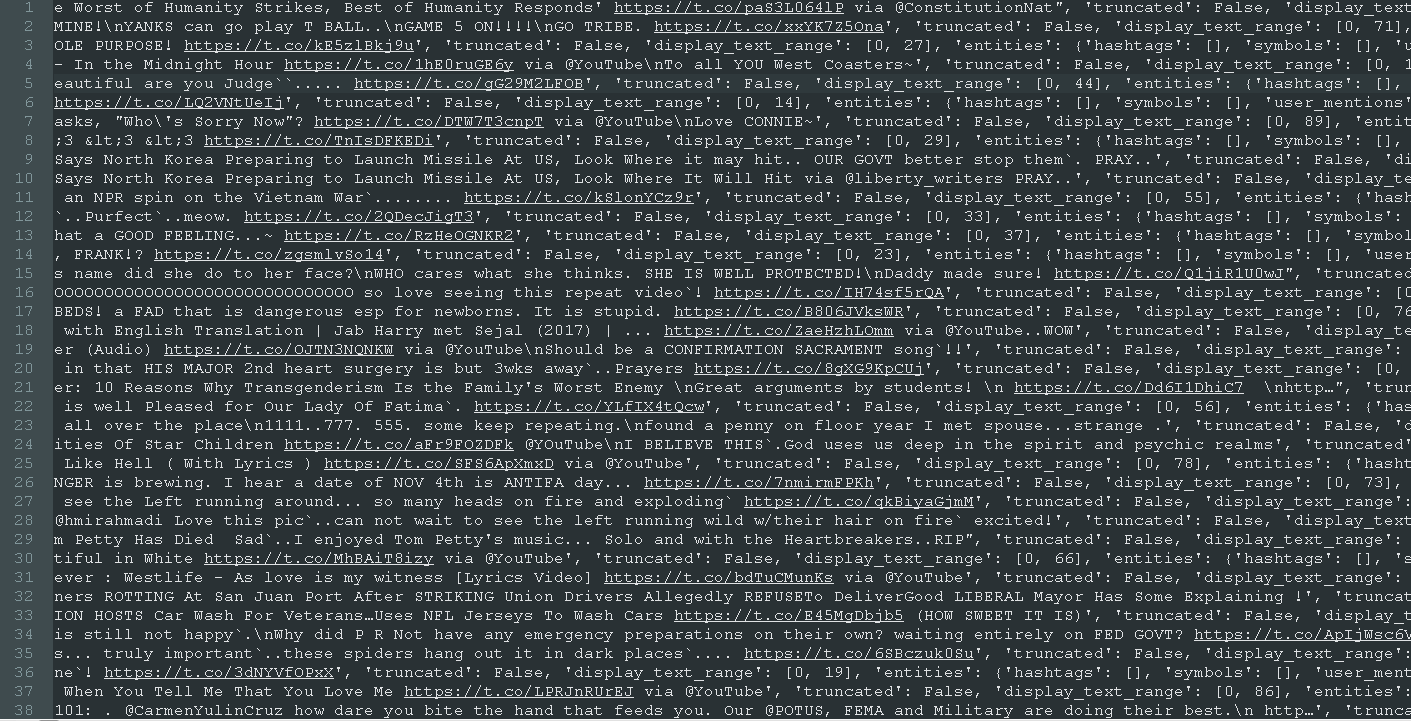 1 e Worst of Humanity Strikes, Best of Humanity Responds' https://t.co/paS3L064lP via @ConstitutionNat", 'truncated': False, 'display_text
2 MINE!\nYANKS can go play T BALL..\nGAME 5 ON!!!!\nGO TRIBE. https://t.co/xxYK7Z5Ona', 'truncated': False, 'display_text_range': [0, 71],
3 OLE PURPOSE! https://t.co/kE5zlBkj9u', 'truncated': False, 'display_text_range': [0, 27], 'entities': {'hashtags': [], 'symbols': [], 'u
4 - In the Midnight Hour https://t.co/1hE0ruGE6y via @YouTube\nTo all YOU West Coasters~', 'truncated': False, 'display_text_range': [0, 1
5 eautiful are you Judge``..... https://t.co/gG29M2LFOB', 'truncated': False, 'display_text_range': [0, 44], 'entities': {'hashtags': [],
6 https://t.co/LQ2VNtUeIj', 'truncated': False, 'display_text_range': [0, 14], 'entities': {'hashtags': [], 'symbols': [], 'user_mentions'
7 asks, "Who\'s Sorry Now"? https://t.co/DTW7T3cnpT via @YouTube\nLove CONNIE~', 'truncated': False, 'display_text_range': [0, 89], 'entit
8 ;3 &lt;3 &lt;3 https://t.co/TnIsDFKEDi', 'truncated': False, 'display_text_range': [0, 29], 'entities': {'hashtags': [], 'symbols': [],
9 Says North Korea Preparing to Launch Missile At US, Look Where it may hit.. OUR GOVT better stop them`. PRAY..', 'truncated': False, 'di
10 Says North Korea Preparing to Launch Missile At US, Look Where It Will Hit via @liberty_writers PRAY..', 'truncated': False, 'display_te
11 an NPR spin on the Vietnam War`........ https://t.co/kSlonYCz9r', 'truncated': False, 'display_text_range': [0, 55], 'entities': {'hash
12 `..Purfect`..meow. https://t.co/2QDecJigT3', 'truncated': False, 'display_text_range': [0, 33], 'entities': {'hashtags': [], 'symbols':
13 hat a GOOD FEELING...~ https://t.co/RzHeOGNKR2', 'truncated': False, 'display_text_range': [0, 37], 'entities': {'hashtags': [], 'symbol
14 , FRANK!? https://t.co/zgsmlvSo14', 'truncated': False, 'display_text_range': [0, 23], 'entities': {'hashtags': [], 'symbols': [], 'user
15 s name did she do to her face?\nWHO cares what she thinks. SHE IS WELL PROTECTED!\nDaddy made sure! https://t.co/Q1jiR1U0wJ", 'truncated
16 OOOOOOOOOOOOOOOOOOOOOOOOOOOOOO so love seeing this repeat video`! https://t.co/IH74sf5rQA', 'truncated': False, 'display_text_range': [0
17 BEDS! a FAD that is dangerous esp for newborns. It is stupid. https://t.co/B806JVksWR', 'truncated': False, 'display_text_range': [0, 76
18 with English Translation | Jab Harry met Sejal (2017) | ... https://t.co/ZaeHzhLOmm via @YouTube..WOW', 'truncated': False, 'display_te
19 er (Audio) https://t.co/OJTN3NQNKW via @YouTube\nShould be a CONFIRMATION SACRAMENT song`!!', 'truncated': False, 'display_text_range':
20 in that HIS MAJOR 2nd heart surgery is but 3wks away`..Prayers https://t.co/8gXG9KpCUj', 'truncated': False, 'display_text_range': [0,
21 er: 10 Reasons Why Transgenderism Is the Family's Worst Enemy \nGreat arguments by students! \n https://t.co/Dd6I1DhiC7  \nhttp…", 'trun
22 is well Pleased for Our Lady Of Fatima`. https://t.co/YLfIX4tQcw', 'truncated': False, 'display_text_range': [0, 56], 'entities': {'has
23 all over the place\n1111..777. 555. some keep repeating.\nfound a penny on floor year I met spouse...strange .', 'truncated': False, 'd
24 ities Of Star Children https://t.co/aFr9FOZDFk @YOuTube\nI BELIEVE THIS`.God uses us deep in the spirit and psychic realms', 'truncated'
25 Like Hell ( With Lyrics ) https://t.co/SFS6ApXmxD via @YouTube', 'truncated': False, 'display_text_range': [0, 78], 'entities': {'hasht
26 NGER is brewing. I hear a date of NOV 4th is ANTIFA day... https://t.co/7nmirmFPKh', 'truncated': False, 'display_text_range': [0, 73],
27 see the Left running around... so many heads on fire and exploding` https://t.co/qkBiyaGjmM', 'truncated': False, 'display_text_range':
28 @hmirahmadi Love this pic`..can not wait to see the left running wild w/their hair on fire` excited!', 'truncated': False, 'display_text
29 m Petty Has Died  Sad`..I enjoyed Tom Petty's music... Solo and with the Heartbreakers..RIP", 'truncated': False, 'display_text_range':
30 tiful in White https://t.co/MhBAiT8izy via @YouTube', 'truncated': False, 'display_text_range': [0, 66], 'entities': {'hashtags': [], 's
31 ever : Westlife - As love is my witness [Lyrics Video] https://t.co/bdTuCMunKs via @YouTube', 'truncated': False, 'display_text_range':
32 ners ROTTING At San Juan Port After STRIKING Union Drivers Allegedly REFUSETo DeliverGood LIBERAL Mayor Has Some Explaining !', 'truncat
33 ION HOSTS Car Wash For Veterans…Uses NFL Jerseys To Wash Cars https://t.co/E45MgDbjb5 (HOW SWEET IT IS)', 'truncated': False, 'display_t
34 is still not happy`.\nWhy did P R Not have any emergency preparations on their own? waiting entirely on FED GOVT? https://t.co/ApIjWsc6V
35 s... truly important`..these spiders hang out it in dark places`.... https://t.co/6SBczuk0Su', 'truncated': False, 'display_text_range':
36 ne`! https://t.co/3dNYVfOPxX', 'truncated': False, 'display_text_range': [0, 19], 'entities': {'hashtags': [], 'symbols': [], 'user_ment
37 When You Tell Me That You Love Me https://t.co/LPRJnRUrEJ via @YouTube', 'truncated': False, 'display_text_range': [0, 86], 'entities':
38 101: . @CarmenYulinCruz how dare you bite the hand that feeds you. Our @POTUS, FEMA and Military are doing their best.\n http…', 'trunca